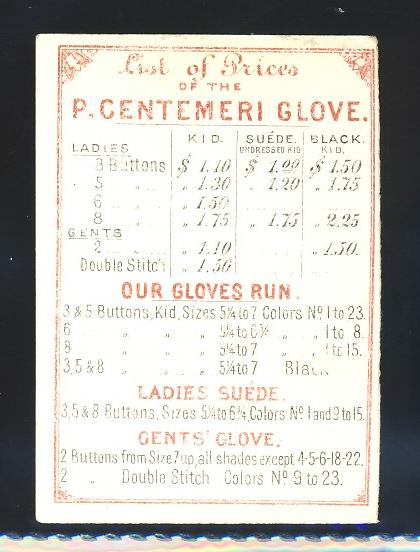 List of Prices
OF THE
P. CENTEMERI GLOVE.
KID. SUÉDE. BLACK.
LADIES UNDRESSED KID KID.
3 Buttons $ 1.10 $ 1.00 $ 1.50
5 „ „ 1.30 „ 1.20 „ 1.75
6 „ „ 1.50
8 „ „ 1.75 „ 1.75 „ 2.25
GENTS
2 „ „ 1.10 „ 1.50.
Double Stitch „ 1.50
OUR GLOVES RUN.
3 & 5 Buttons, Kid, Sizes 5¼ to 7 Colors Nº 1 to 23.
6 „ „ „ 5¼ to 6¾ „ „ 1 to 8.
8 „ „ „ 5¼ to 7 „ „ 1 to 15.
3, 5 & 8 „ „ „ 5¼ to 7 Black
LADIES SUÉDE.
3, 5 & 8 Buttons, Sizes 5¼ to 6¾, Colors Nº 1 and 9 to 15.
GENTS' GLOVE.
2 Buttons from Size 7 up, all shades except 4-5-6-18-22.
2 „ Double Stitch Colors Nº 9 to 23.